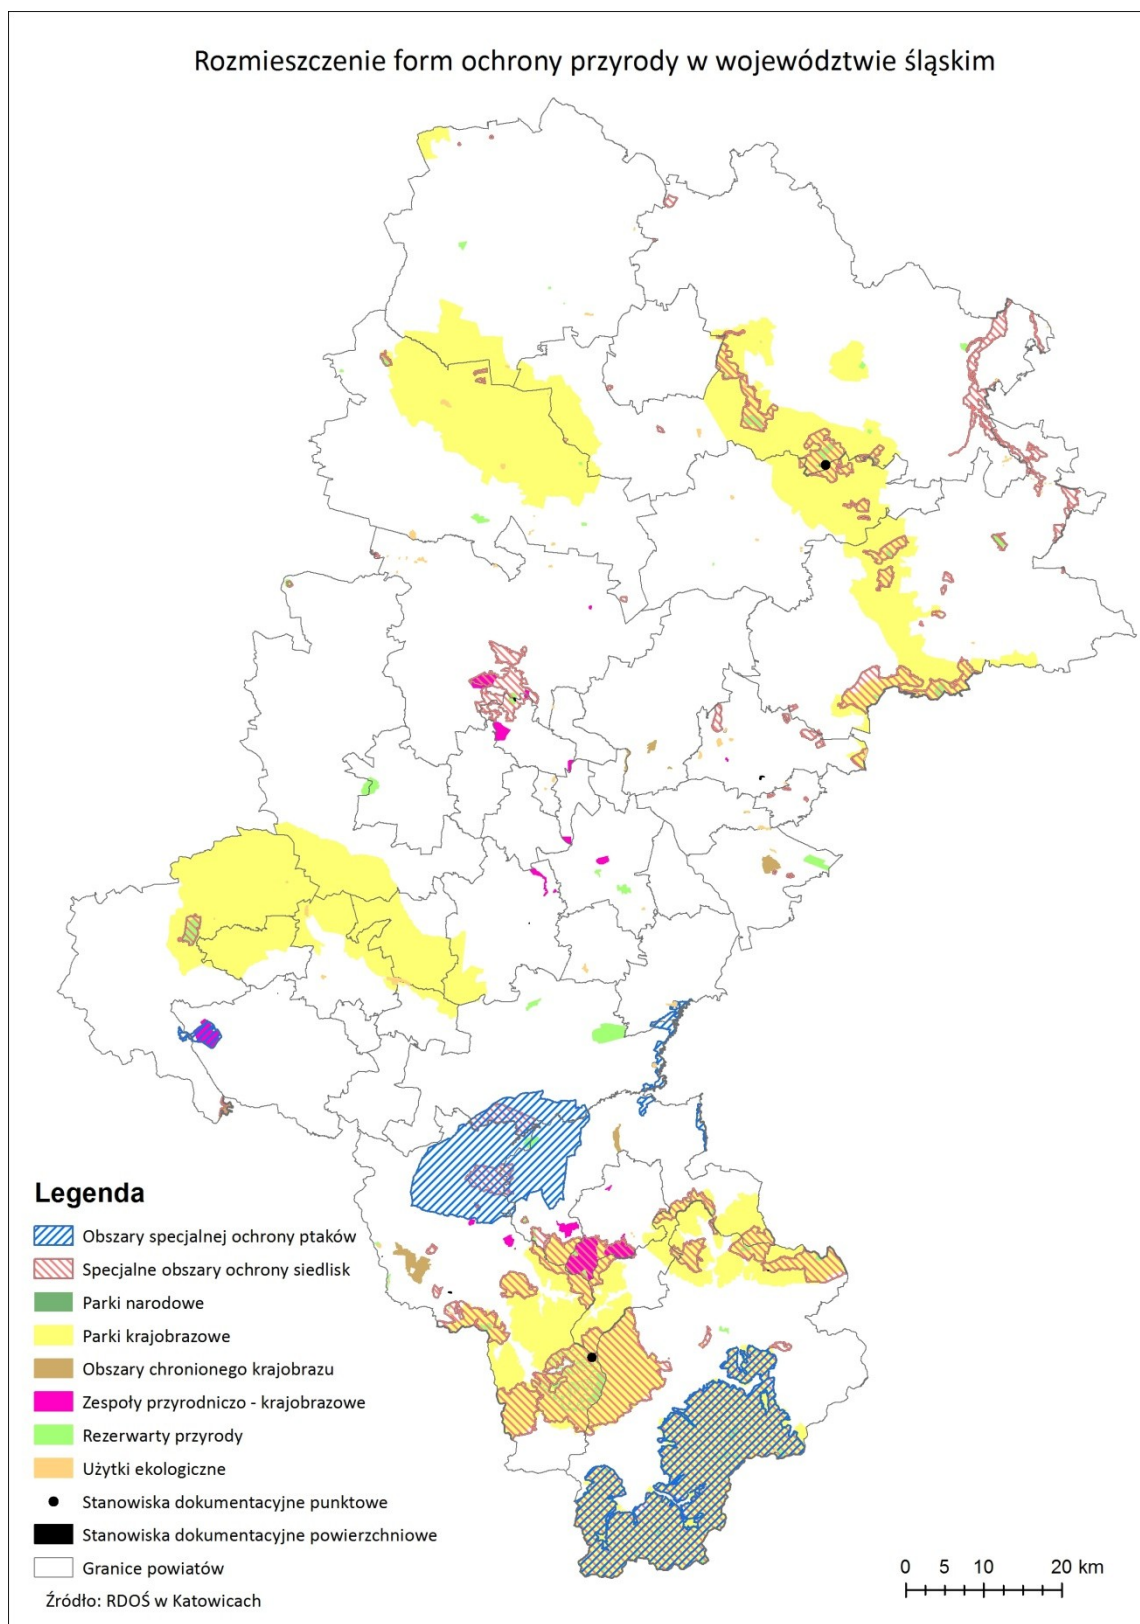 Rozmieszczenie form ochrony przyrody w województwie śląskim
Legenda
Obszary specjalnej ochrony ptaków
Specjalne obszary ochrony siedlisk
Parki narodowe
Parki krajobrazowe
Obszary chronionego krajobrazu
Zespoły przyrodniczo - krajobrazowe
Rezerwarty przyrody
Użytki ekologiczne
Stanowiska dokumentacyjne punktowe
Stanowiska dokumentacyjne powierzchniowe
Granice powiatów
Źródło: RDOŚ w Katowicach
0 5 10 20 km